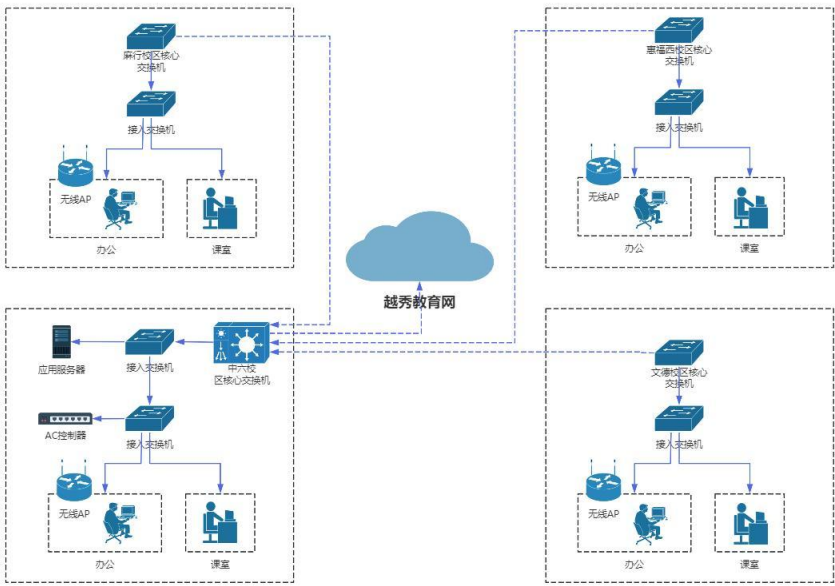 麻行校区核心
交换机
接入交换机
无线AP
办公
课室
惠福西校区核心
交换机
接入交换机
无线AP
办公
课室
越秀教育网
应用服务器
接入交换机
中六校
区核心交换机
AC控制器
接入交换机
无线AP
办公
课室
文德校区核心
交换机
接入交换机
无线AP
办公
课室